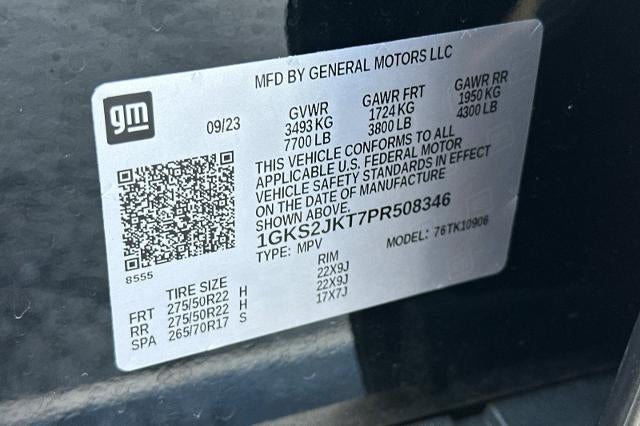 MFD BY GENERAL MOTORS LLC
gm
09/23
GVWR GAWR FRT GAWR RR
3493 KG 1724 KG 1950 KG
7700 LB 3800 LB 4300 LB
THIS VEHICLE CONFORMS TO ALL
APPLICABLE U.S. FEDERAL MOTOR
VEHICLE SAFETY STANDARDS IN EFFECT
ON THE DATE OF MANUFACTURE
SHOWN ABOVE.
1GKS2JKT7PR508346
TYPE: MPV MODEL: 76TK10906
8555
TIRE SIZE RIM
FRT 275/50R22 H 22X9J
RR 275/50R22 H 22X9J
SPA 265/70R17 S 17X7J